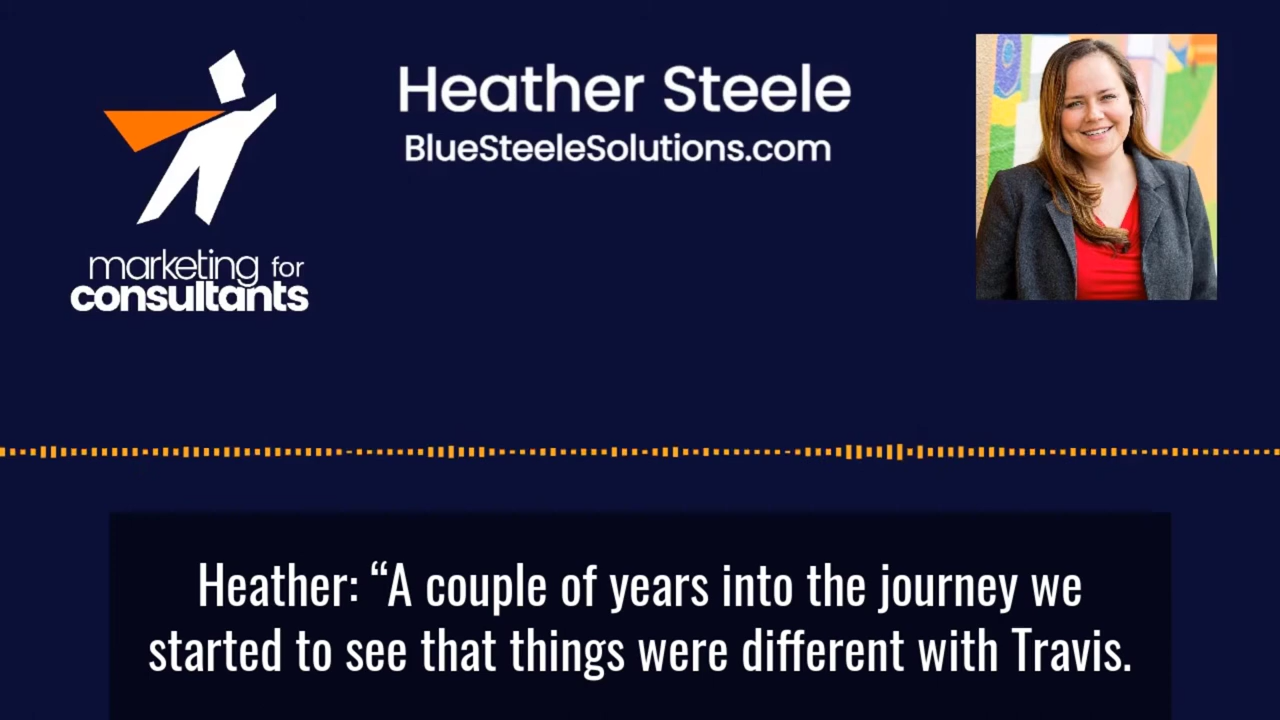 Heather Steele
BlueSteeleSolutions.com
marketing for
consultants
Heather: “A couple of years into the journey we
started to see that things were different with Travis.